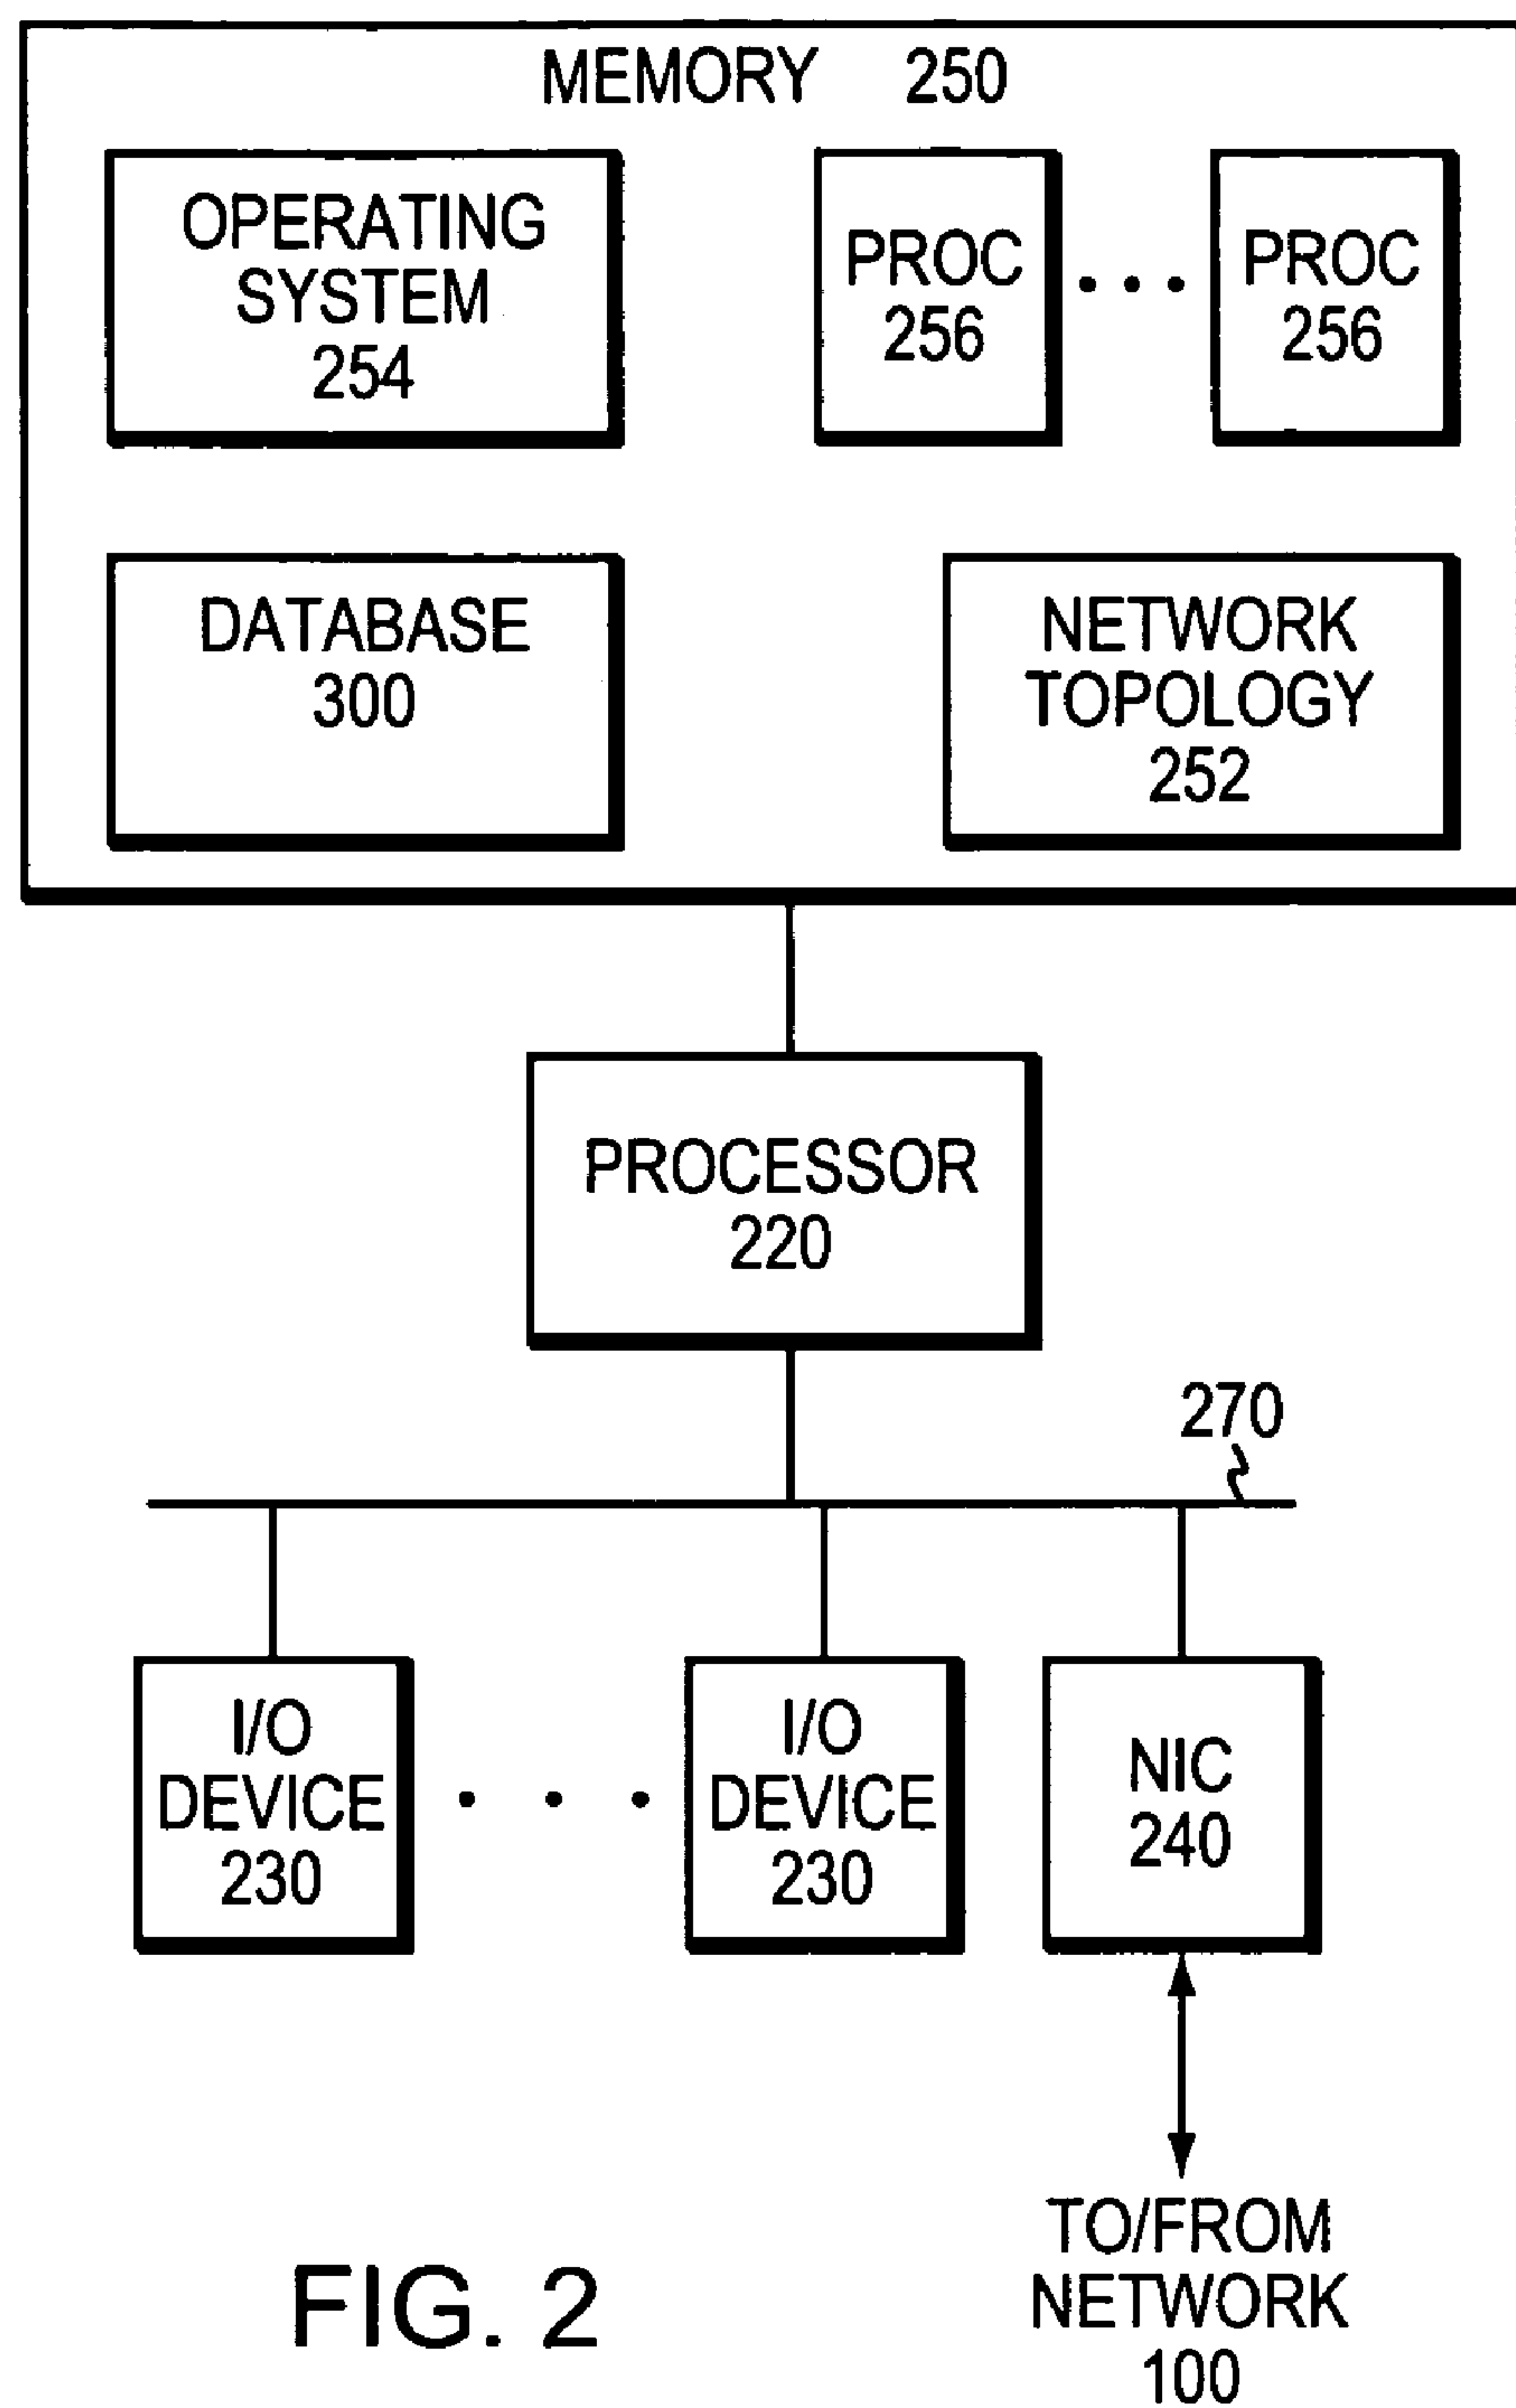 MEMORY 250
OPERATING
SYSTEM
254
PROC
256
PROC
256
DATABASE
300
NETWORK
TOPOLOGY
252
PROCESSOR
220
270
I/O
DEVICE
230
I/O
DEVICE
230
NIC
240
TO/FROM
NETWORK
100
FIG. 2